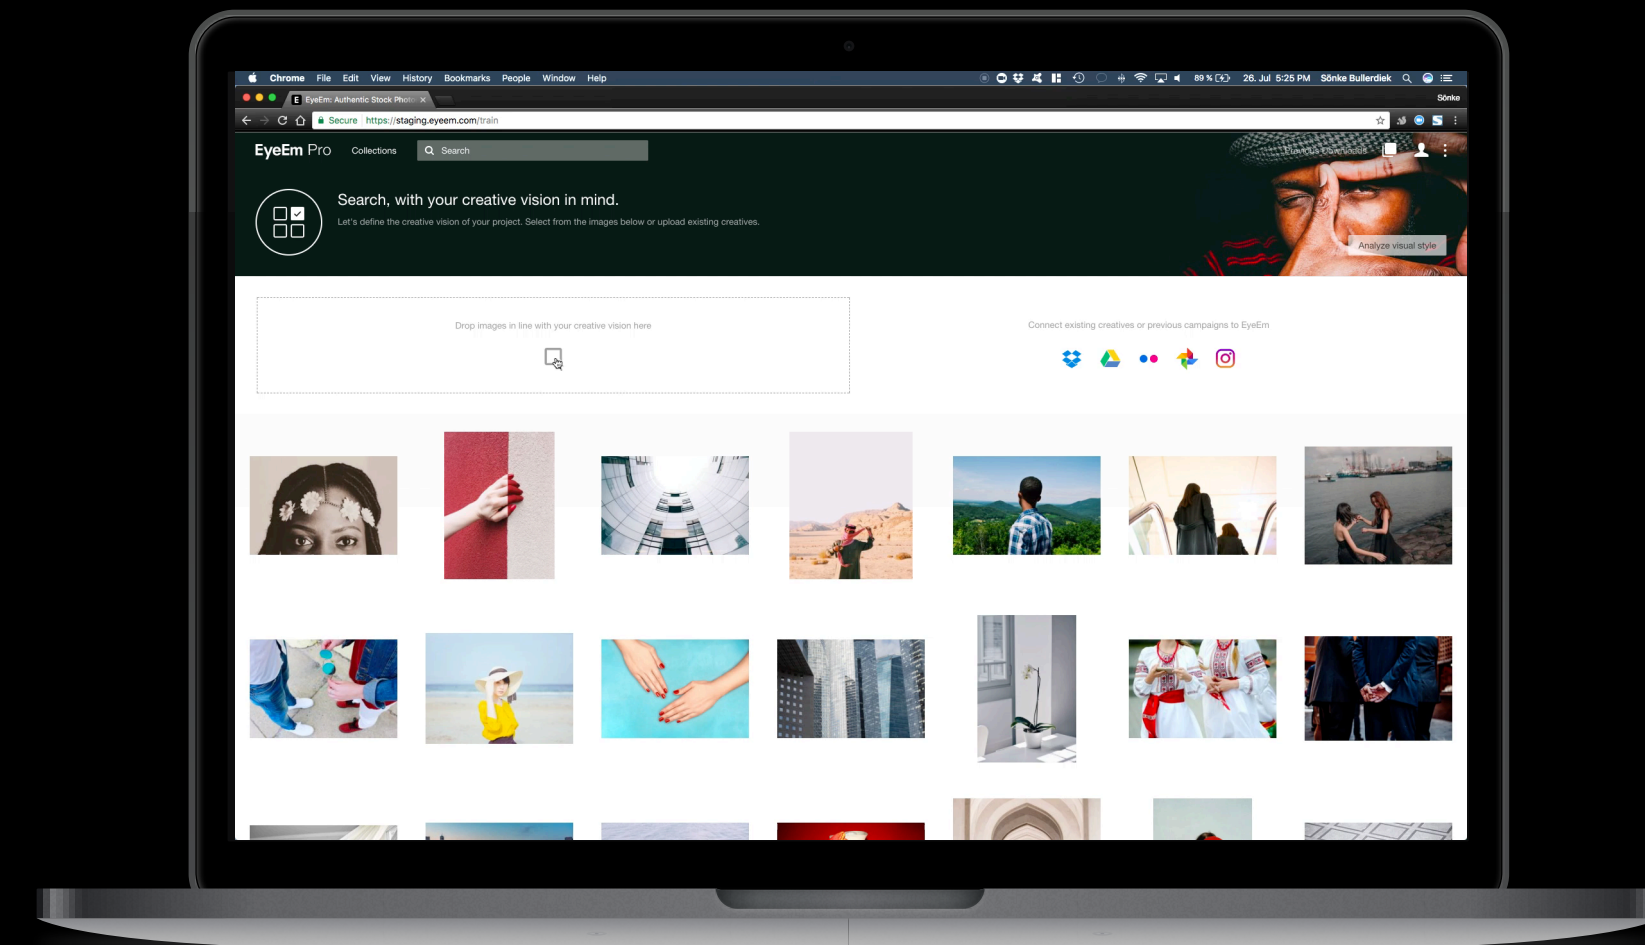 Chrome File Edit View History Bookmarks People Window Help
89 % 26. Jul 5:25 PM Sönke Bullerdiek
E EyeEm: Authentic Stock Photo
Sönke
Secure https://staging.eyeem.com/train
EyeEm Pro Collections Search Previous Downloads
Search, with your creative vision in mind.
Let's define the creative vision of your project. Select from the images below or upload existing creatives.
Analyze visual style
Drop images in line with your creative vision here
Connect existing creatives or previous campaigns to EyeEm